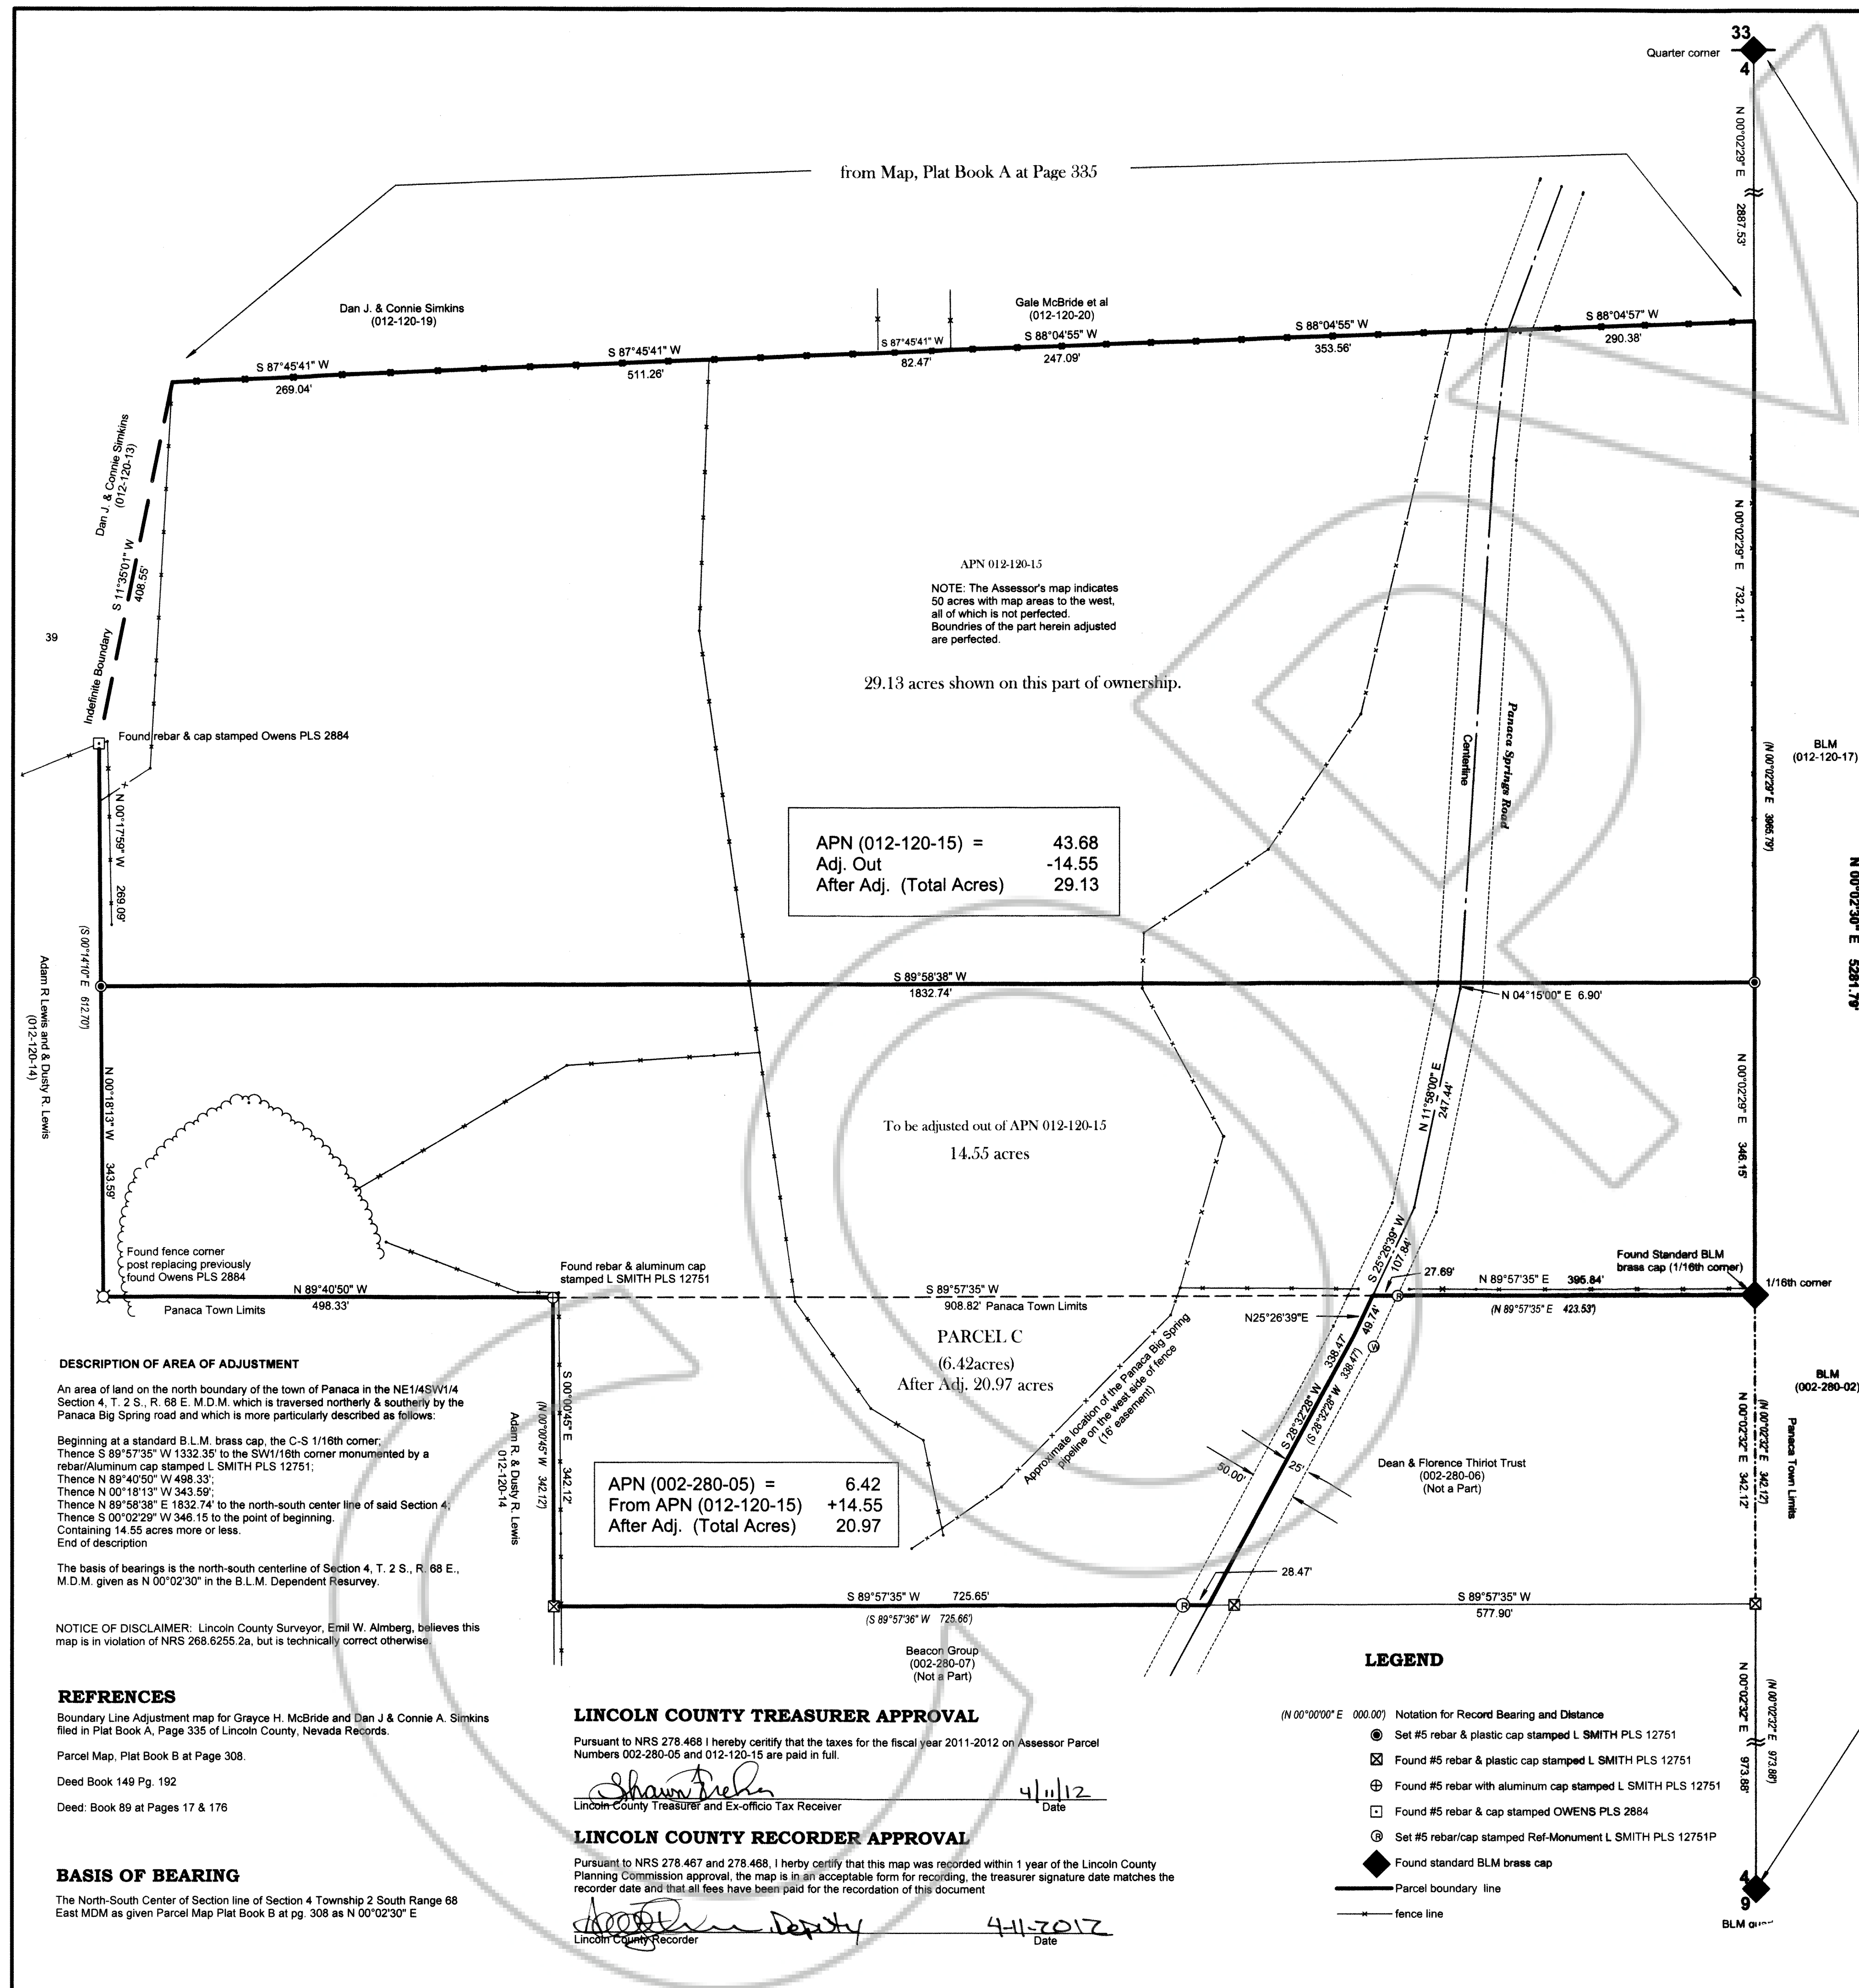 33
Quarter corner
4
N 00°02'29" E 2887.53'
from Map, Plat Book A at Page 335
Dan J. & Connie Simkins
(012-120-19)
Gale McBride et al
(012-120-20)
S 87°45'41" W
269.04'
S 87°45'41" W
511.26'
S 87°45'41" W
82.47'
S 88°04'55" W
247.09'
S 88°04'55" W
353.56'
S 88°04'57" W
290.38'
Dan J. & Connie Simkins
(012-120-13)
S 11°35'01" W
408.55'
Indefinite Boundary
39
APN 012-120-15
NOTE: The Assessor's map indicates
50 acres with map areas to the west,
all of which is not perfected.
Boundries of the part herein adjusted
are perfected.
29.13 acres shown on this part of ownership.
N 00°02'29" E 732.11'
Panaca Springs Road
Centerline
(N 00°02'29" E 3965.79')
BLM
(012-120-17)
N 00°02'30" E 5281.79'
Found rebar & cap stamped Owens PLS 2884
N 00°17'59" W 269.09'
(S 00°14'10" E 612.70')
Adam R Lewis and & Dusty R. Lewis
(012-120-14)
APN (012-120-15) = 43.68
Adj. Out -14.55
After Adj. (Total Acres) 29.13
S 89°58'38" W
1832.74'
N 04°15'00" E 6.90'
N 11°58'00" E
247.44'
N 00°02'29" E 346.15'
N 00°18'13" W 343.59'
To be adjusted out of APN 012-120-15
14.55 acres
Found fence corner
post replacing previously
found Owens PLS 2884
Found rebar & aluminum cap
stamped L SMITH PLS 12751
S 25°26'39" W
107.84'
27.69'
Found Standard BLM
brass cap (1/16th corner)
1/16th corner
N 89°40'50" W
498.33'
Panaca Town Limits
S 89°57'35" W
908.82' Panaca Town Limits
N 89°57'35" E 395.84'
(N 89°57'35" E 423.53')
R
N25°26'39"E
49.74'
W
PARCEL C
(6.42acres)
After Adj. 20.97 acres
Approximate location of the Panaca Big Spring
pipeline on the west side of fence
(16' easement)
338.47'
S 28°32'28" W
(S 28°32'28" W 338.47')
50.00'
25'
Dean & Florence Thiriot Trust
(002-280-06)
(Not a Part)
BLM
(002-280-02)
(N 00°02'32" E 342.12')
N 00°02'32" E 342.12'
Panaca Town Limits
S 00°00'45" E 342.12'
(N 00°00'45" W 342.12')
Adam R. & Dusty R. Lewis
012-120-14
APN (002-280-05) = 6.42
From APN (012-120-15) +14.55
After Adj. (Total Acres) 20.97
28.47'
S 89°57'35" W 725.65'
(S 89°57'36" W 725.66')
R
S 89°57'35" W
577.90'
Beacon Group
(002-280-07)
(Not a Part)
DESCRIPTION OF AREA OF ADJUSTMENT
An area of land on the north boundary of the town of Panaca in the NE1/4SW1/4
Section 4, T. 2 S., R. 68 E. M.D.M. which is traversed northerly & southerly by the
Panaca Big Spring road and which is more particularly described as follows:
Beginning at a standard B.L.M. brass cap, the C-S 1/16th corner;
Thence S 89°57'35" W 1332.35' to the SW1/16th corner monumented by a
rebar/Aluminum cap stamped L SMITH PLS 12751;
Thence N 89°40'50" W 498.33';
Thence N 00°18'13" W 343.59';
Thence N 89°58'38" E 1832.74' to the north-south center line of said Section 4;
Thence S 00°02'29" W 346.15 to the point of beginning.
Containing 14.55 acres more or less.
End of description
The basis of bearings is the north-south centerline of Section 4, T. 2 S., R. 68 E.,
M.D.M. given as N 00°02'30" in the B.L.M. Dependent Resurvey.
NOTICE OF DISCLAIMER: Lincoln County Surveyor, Emil W. Almberg, believes this
map is in violation of NRS 268.6255.2a, but is technically correct otherwise.
REFRENCES
Boundary Line Adjustment map for Grayce H. McBride and Dan J & Connie A. Simkins
filed in Plat Book A, Page 335 of Lincoln County, Nevada Records.
Parcel Map, Plat Book B at Page 308.
Deed Book 149 Pg. 192
Deed: Book 89 at Pages 17 & 176
BASIS OF BEARING
The North-South Center of Section line of Section 4 Township 2 South Range 68
East MDM as given Parcel Map Plat Book B at pg. 308 as N 00°02'30" E
LINCOLN COUNTY TREASURER APPROVAL
Pursuant to NRS 278.468 I hereby ceritify that the taxes for the fiscal year 2011-2012 on Assessor Parcel
Numbers 002-280-05 and 012-120-15 are paid in full.
4/11/12
Lincoln County Treasurer and Ex-officio Tax Receiver Date
LINCOLN COUNTY RECORDER APPROVAL
Pursuant to NRS 278.467 and 278.468, I herby certify that this map was recorded within 1 year of the Lincoln County
Planning Commission approval, the map is in an acceptable form for recording, the treasurer signature date matches the
recorder date and that all fees have been paid for the recordation of this document
Deputy 4-11-2012
Lincoln County Recorder Date
LEGEND
(N 00°00'00" E 000.00') Notation for Record Bearing and Distance
Set #5 rebar & plastic cap stamped L SMITH PLS 12751
Found #5 rebar & plastic cap stamped L SMITH PLS 12751
Found #5 rebar with aluminum cap stamped L SMITH PLS 12751
Found #5 rebar & cap stamped OWENS PLS 2884
R Set #5 rebar/cap stamped Ref-Monument L SMITH PLS 12751P
Found standard BLM brass cap
Parcel boundary line
fence line
N 00°02'32" E 973.88'
(N 00°02'32" E 973.88')
4
9
BLM